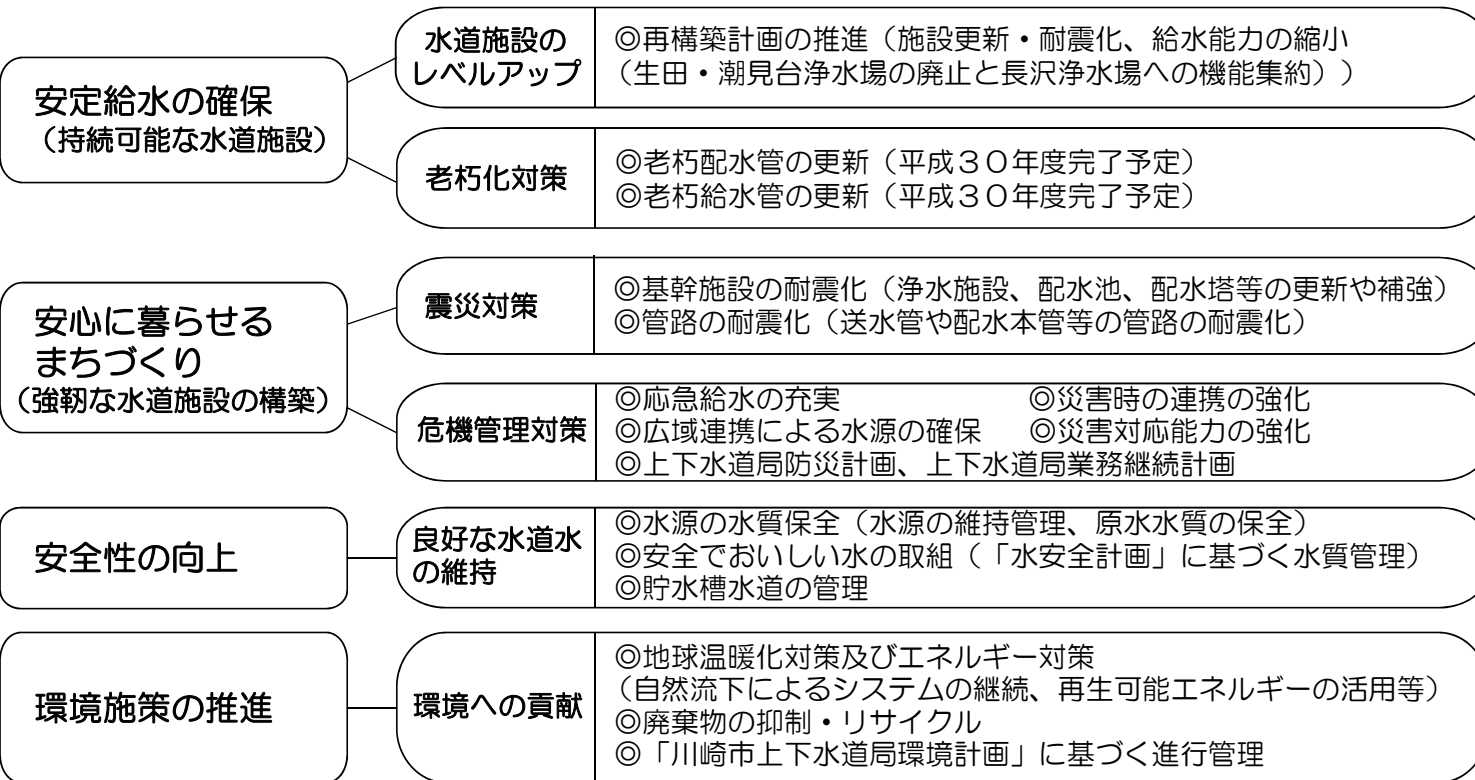 安定給水の確保
（持続可能な水道施設）
水道施設の
レベルアップ
◎再構築計画の推進（施設更新・耐震化、給水能力の縮小
（生田・潮見台浄水場の廃止と長沢浄水場への機能集約））
老朽化対策
◎老朽配水管の更新（平成３０年度完了予定）
◎老朽給水管の更新（平成３０年度完了予定）
安心に暮らせる
まちづくり
（強靭な水道施設の構築）
震災対策
◎基幹施設の耐震化（浄水施設、配水池、配水塔等の更新や補強）
◎管路の耐震化（送水管や配水本管等の管路の耐震化）
危機管理対策
◎応急給水の充実　　　　　　　◎災害時の連携の強化
◎広域連携による水源の確保　　◎災害対応能力の強化
◎上下水道局防災計画、上下水道局業務継続計画
安全性の向上
良好な水道水
の維持
◎水源の水質保全（水源の維持管理、原水水質の保全）
◎安全でおいしい水の取組（「水安全計画」に基づく水質管理）
◎貯水槽水道の管理
環境施策の推進
環境への貢献
◎地球温暖化対策及びエネルギー対策
（自然流下によるシステムの継続、再生可能エネルギーの活用等）
◎廃棄物の抑制・リサイクル
◎「川崎市上下水道局環境計画」に基づく進行管理